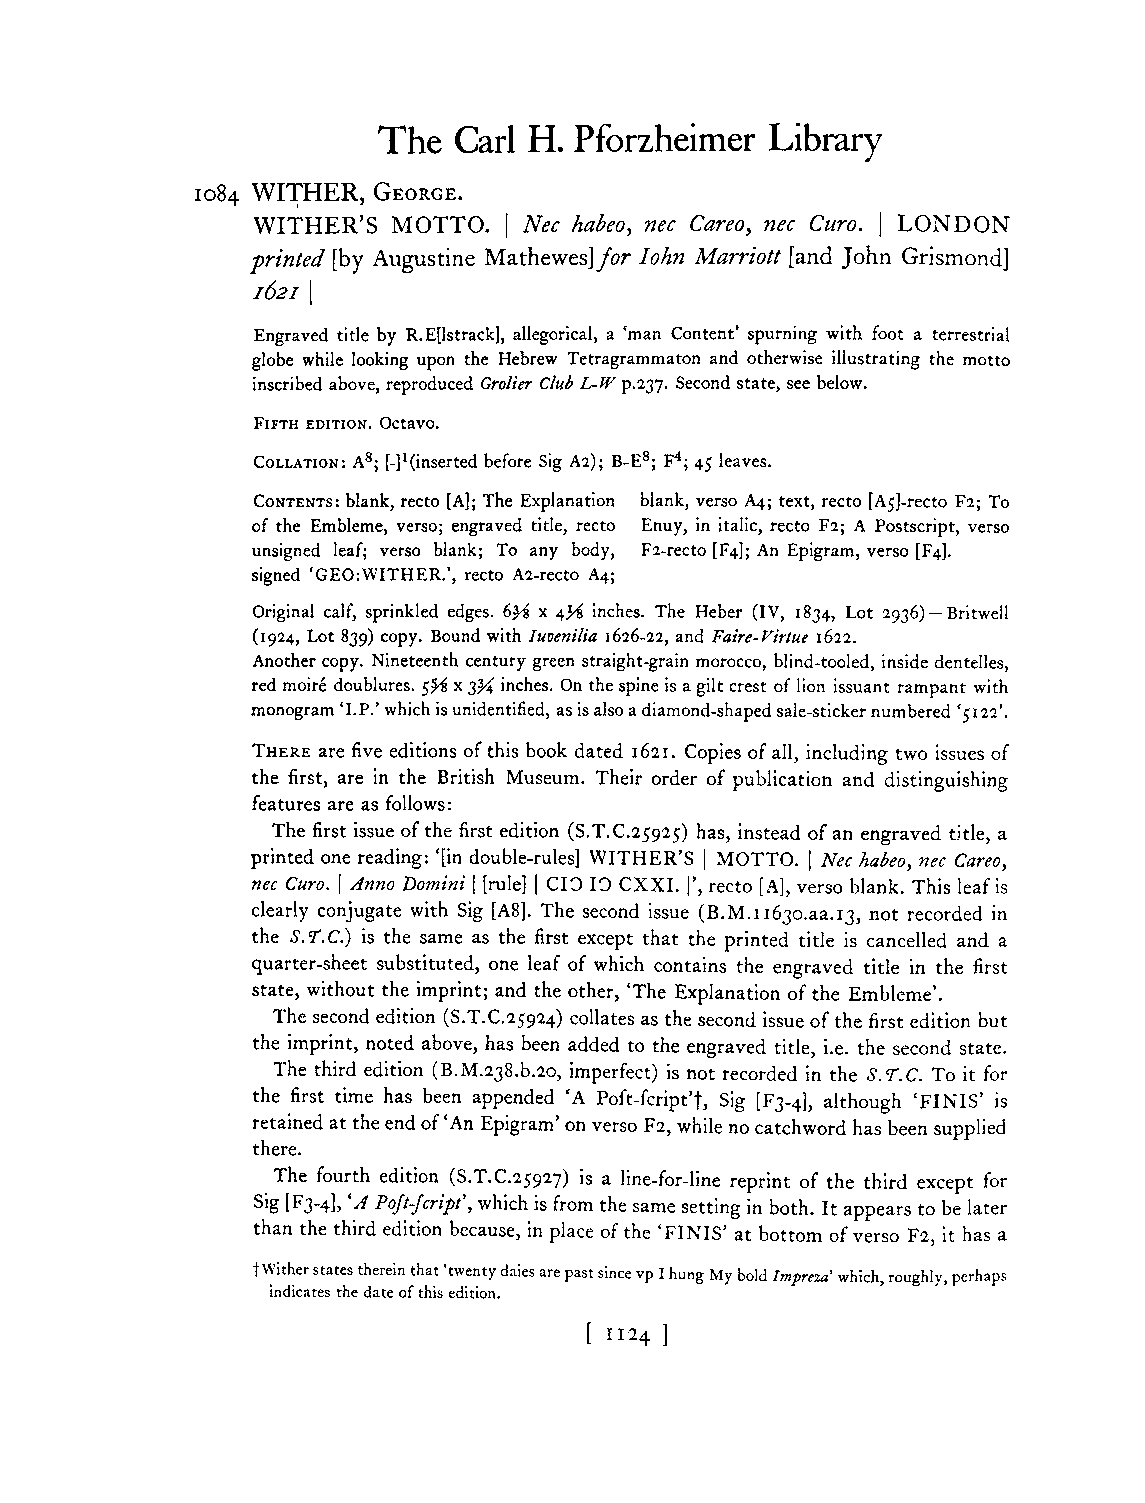 The Carl H. Pforzheimer Library
1084 WITHER, GEORGE.
WITHER'S MOTTO. | Nec habeo, nec Careo, nec Curo. | LONDON
printed [by Augustine Mathewes] for Iohn Marriott [and John Grismond]
1621 |
Engraved title by R.E[lstrack], allegorical, a 'man Content' spurning with foot a terrestrial
globe while looking upon the Hebrew Tetragrammaton and otherwise illustrating the motto
inscribed above, reproduced Grolier Club L-W p.237. Second state, see below.
FIFTH EDITION. Octavo.
COLLATION: A⁸; [-]¹(inserted before Sig A2); B-E⁸; F⁴; 45 leaves.
CONTENTS: blank, recto [A]; The Explanation
of the Embleme, verso; engraved title, recto
unsigned leaf; verso blank; To any body,
signed 'GEO:WITHER.', recto A2-recto A4;
blank, verso A4; text, recto [A5]-recto F2; To
Enuy, in italic, recto F2; A Postscript, verso
F2-recto [F4]; An Epigram, verso [F4].
Original calf, sprinkled edges. 6⅜ x 4⅛ inches. The Heber (IV, 1834, Lot 2936)—Britwell
(1924, Lot 839) copy. Bound with Iuvenilia 1626-22, and Faire-Virtue 1622.
Another copy. Nineteenth century green straight-grain morocco, blind-tooled, inside dentelles,
red moiré doublures. 5⅝ x 3¾ inches. On the spine is a gilt crest of lion issuant rampant with
monogram 'I.P.' which is unidentified, as is also a diamond-shaped sale-sticker numbered '5122'.
THERE are five editions of this book dated 1621. Copies of all, including two issues of
the first, are in the British Museum. Their order of publication and distinguishing
features are as follows:
The first issue of the first edition (S.T.C.25925) has, instead of an engraved title, a
printed one reading: '[in double-rules] WITHER'S | MOTTO. | Nec habeo, nec Careo,
nec Curo. | Anno Domini | [rule] | CIↃ IↃ CXXI. |', recto [A], verso blank. This leaf is
clearly conjugate with Sig [A8]. The second issue (B.M.11630.aa.13, not recorded in
the S.T.C.) is the same as the first except that the printed title is cancelled and a
quarter-sheet substituted, one leaf of which contains the engraved title in the first
state, without the imprint; and the other, 'The Explanation of the Embleme'.
The second edition (S.T.C.25924) collates as the second issue of the first edition but
the imprint, noted above, has been added to the engraved title, i.e. the second state.
The third edition (B.M.238.b.20, imperfect) is not recorded in the S.T.C. To it for
the first time has been appended 'A Poſt-ſcript'†, Sig [F3-4], although 'FINIS' is
retained at the end of 'An Epigram' on verso F2, while no catchword has been supplied
there.
The fourth edition (S.T.C.25927) is a line-for-line reprint of the third except for
Sig [F3-4], 'A Poſt-ſcript', which is from the same setting in both. It appears to be later
than the third edition because, in place of the 'FINIS' at bottom of verso F2, it has a
†Wither states therein that 'twenty daies are past since vp I hung My bold Impreza' which, roughly, perhaps
indicates the date of this edition.
[ 1124 ]